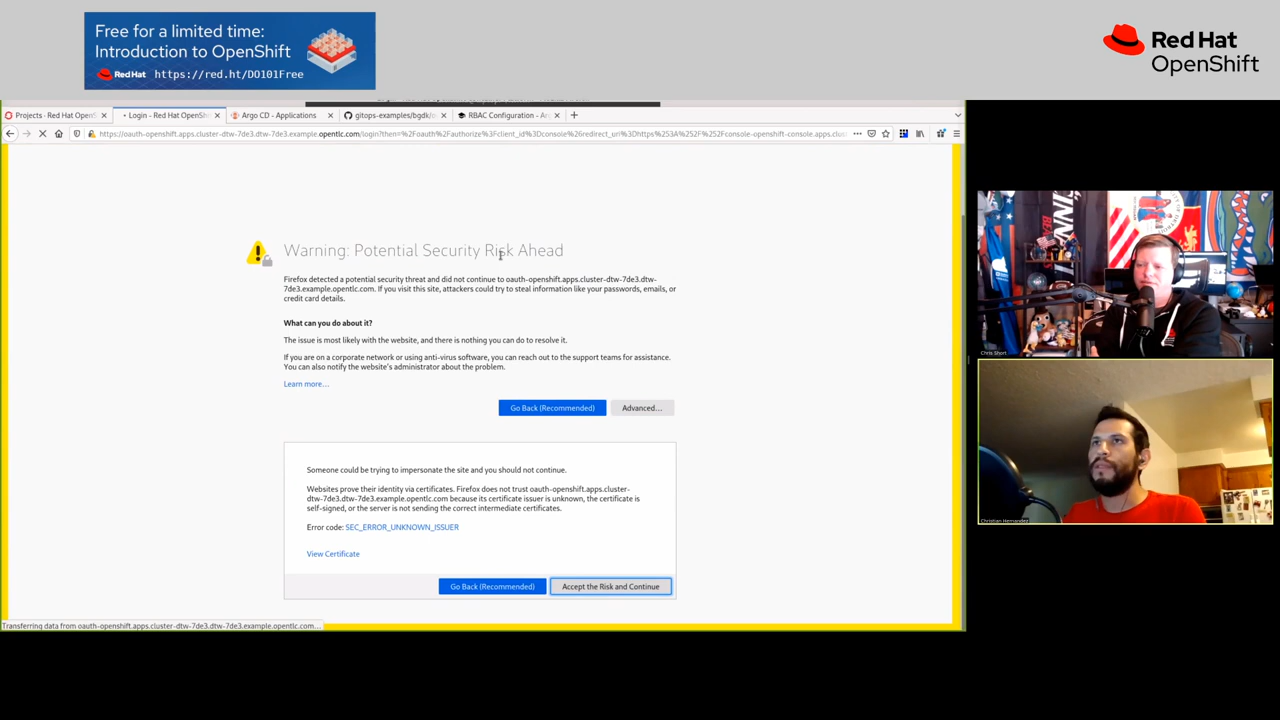 Free for a limited time:
Introduction to OpenShift
Red Hat https://red.ht/DO101Free
Red Hat
OpenShift
Projects · Red Hat Open
Login - Red Hat OpenShi
Argo CD - Applications
gitops-examples/bgdk/m
RBAC Configuration - Ar
https://oauth-openshift.apps.cluster-dtw-7de3.dtw-7de3.example.opentlc.com/login?then=%2Foauth%2Fauthorize%3Fclient_id%3Dconsole%26redirect_uri%3Dhttps%253A%252F%252Fconsole-openshift-console.apps.clu
Warning: Potential Security Risk Ahead
Firefox detected a potential security threat and did not continue to oauth-openshift.apps.cluster-dtw-7de3.dtw-
7de3.example.opentlc.com. If you visit this site, attackers could try to steal information like your passwords, emails, or
credit card details.
What can you do about it?
The issue is most likely with the website, and there is nothing you can do to resolve it.
If you are on a corporate network or using anti-virus software, you can reach out to the support teams for assistance.
You can also notify the website's administrator about the problem.
Learn more…
Go Back (Recommended)
Advanced…
Someone could be trying to impersonate the site and you should not continue.
Websites prove their identity via certificates. Firefox does not trust oauth-openshift.apps.cluster-
dtw-7de3.dtw-7de3.example.opentlc.com because its certificate issuer is unknown, the certificate is
self-signed, or the server is not sending the correct intermediate certificates.
Error code: SEC_ERROR_UNKNOWN_ISSUER
View Certificate
Go Back (Recommended)
Accept the Risk and Continue
Transferring data from oauth-openshift.apps.cluster-dtw-7de3.dtw-7de3.example.opentlc.com…
Chris Short
Christian Hernandez